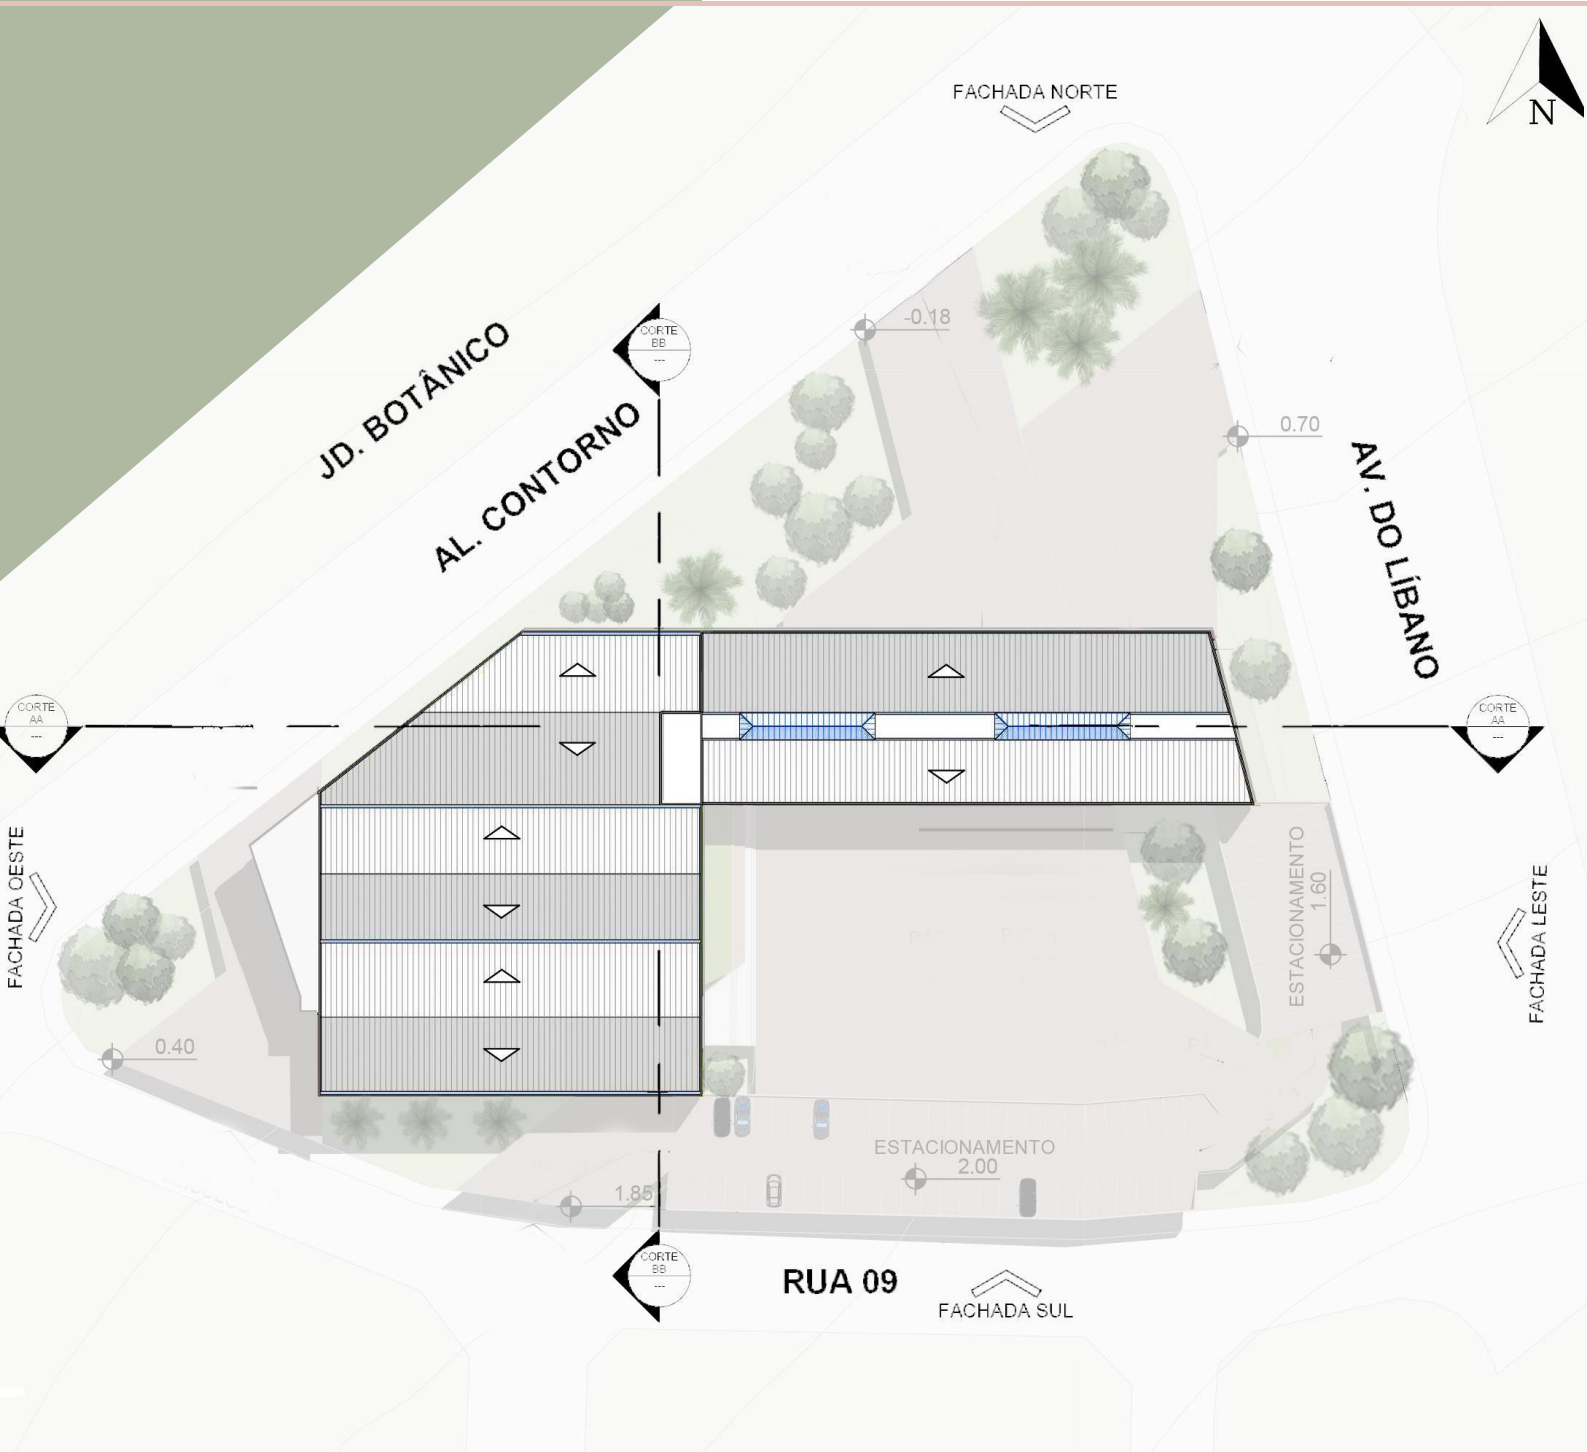 FACHADA NORTE
N
JD. BOTÂNICO
AL. CONTORNO
CORTE
BB
---
-0.18
0.70
AV. DO LÍBANO
CORTE
AA
---
CORTE
AA
---
FACHADA OESTE
ESTACIONAMENTO
1.60
FACHADA LESTE
0.40
ESTACIONAMENTO
2.00
1.85
CORTE
BB
---
RUA 09
FACHADA SUL